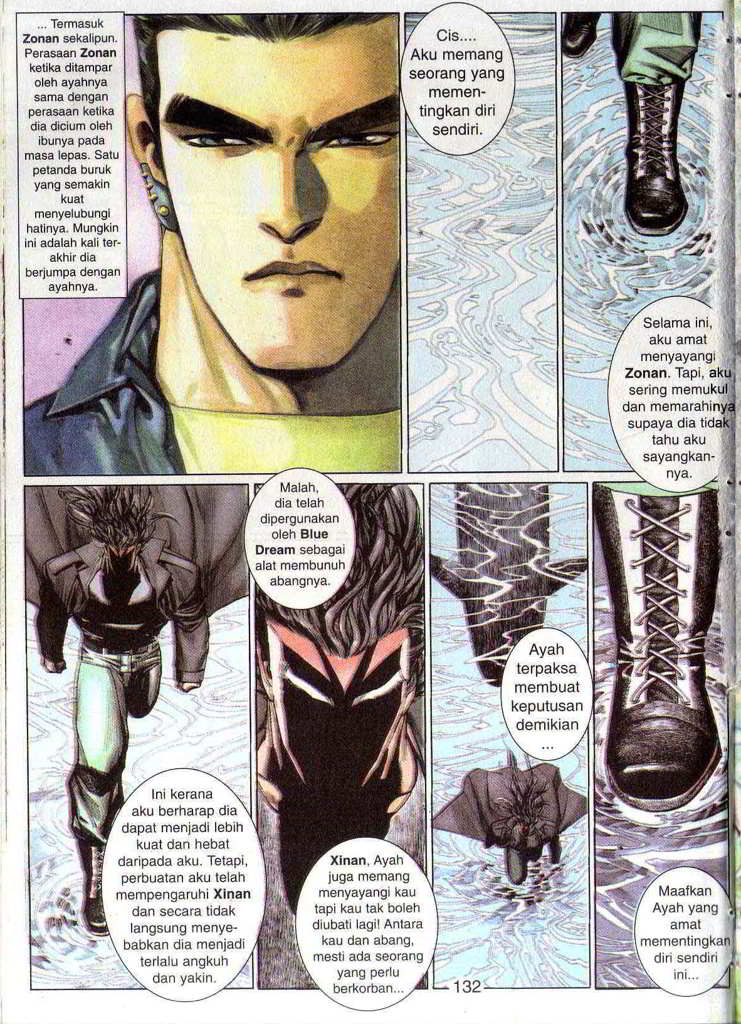 ... Termasuk
Zonan sekalipun.
Perasaan Zonan
ketika ditampar
oleh ayahnya
sama dengan
perasaan ketika
dia dicium oleh
ibunya pada
masa lepas. Satu
petanda buruk
yang semakin
kuat
menyelubungi
hatinya. Mungkin
ini adalah kali ter-
akhir dia
berjumpa dengan
ayahnya.
Cis....
Aku memang
seorang yang
memen-
tingkan diri
sendiri.
Selama ini,
aku amat
menyayangi
Zonan. Tapi, aku
sering memukul
dan memarahinya
supaya dia tidak
tahu aku
sayangkan-
nya.
Ini kerana
aku berharap dia
dapat menjadi lebih
kuat dan hebat
daripada aku. Tetapi,
perbuatan aku telah
mempengaruhi Xinan
dan secara tidak
langsung menye-
babkan dia menjadi
terlalu angkuh
dan yakin.
Malah,
dia telah
dipergunakan
oleh Blue
Dream sebagai
alat membunuh
abangnya.
Xinan, Ayah
juga memang
menyayangi kau
tapi kau tak boleh
diubati lagi! Antara
kau dan abang,
mesti ada seorang
yang perlu
berkorban...
Ayah
terpaksa
membuat
keputusan
demikian
...
Maafkan
Ayah yang
amat
mementingkan
diri sendiri
ini...
132